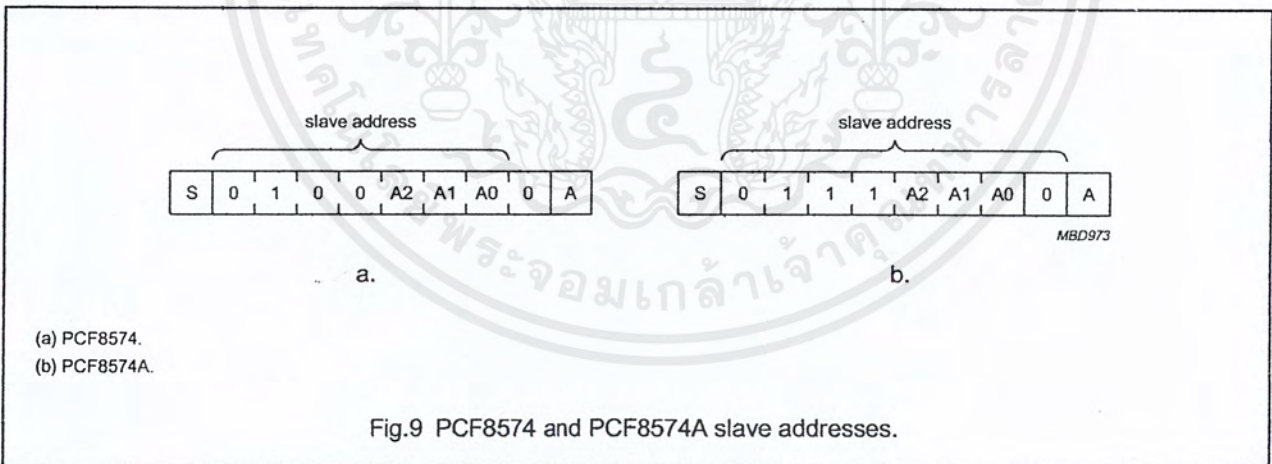 slave address
S 0 1 0 0 A2 A1 A0 0 A
a.
slave address
S 0 1 1 1 A2 A1 A0 0 A
MBD973
b.
(a) PCF8574.
(b) PCF8574A.
Fig.9 PCF8574 and PCF8574A slave addresses.